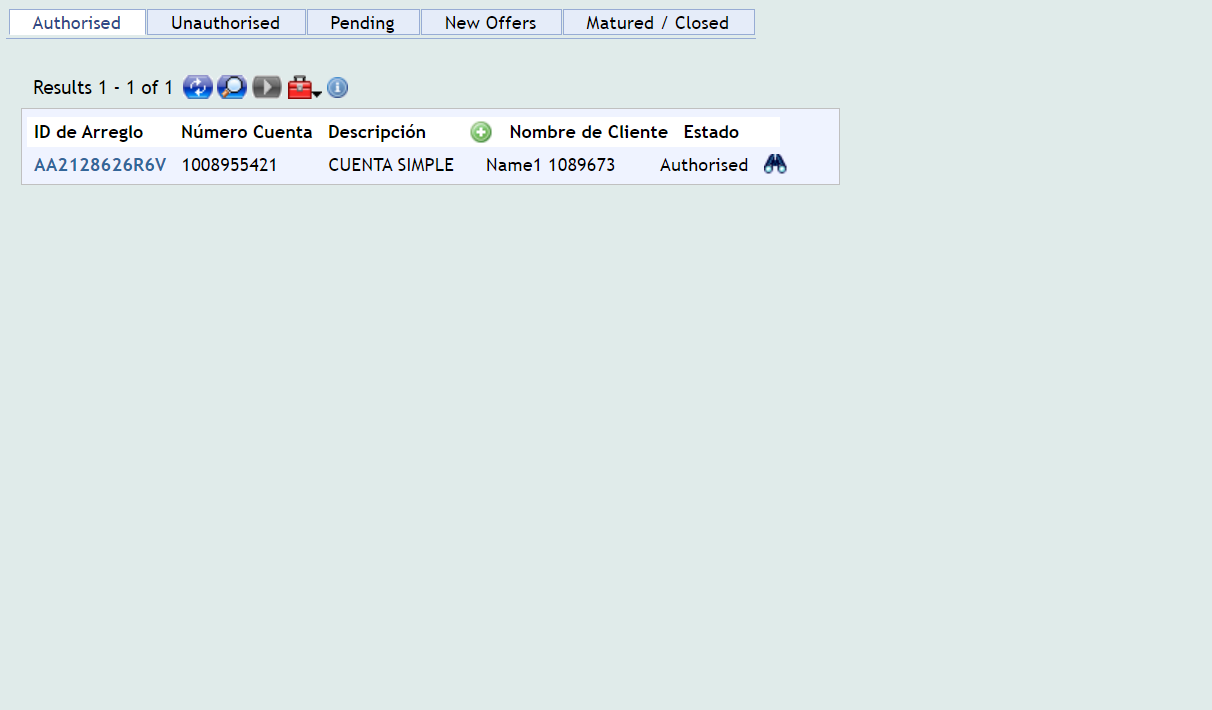 Authorised Unauthorised Pending New Offers Matured / Closed
Results 1 - 1 of 1
ID de Arreglo Número Cuenta Descripción Nombre de Cliente Estado
AA2128626R6V 1008955421 CUENTA SIMPLE Name1 1089673 Authorised